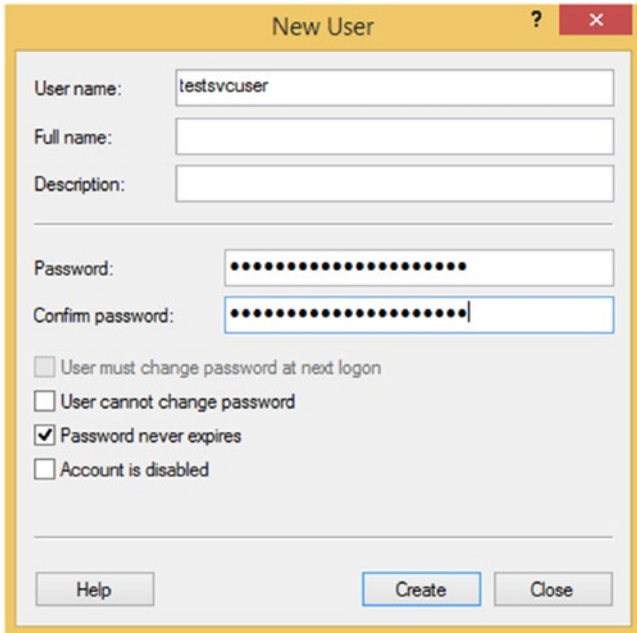 New User
?
User name: testsvcuser
Full name:
Description:
Password: ●●●●●●●●●●●●●●●●●●●●●
Confirm password: ●●●●●●●●●●●●●●●●●●●●●
User must change password at next logon
User cannot change password
Password never expires
Account is disabled
Help Create Close